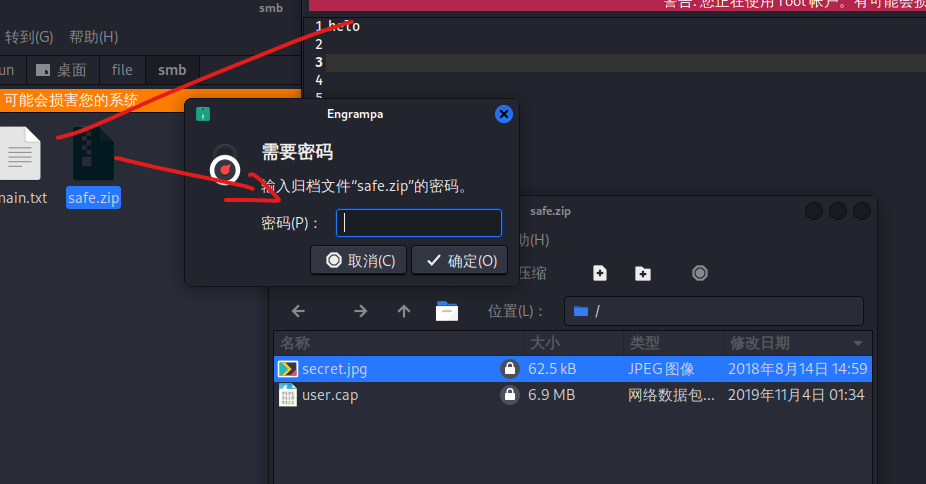 smb
警告: 您正在使用 root 帐户。有可能会损
转到(G) 帮助(H)
1 helo
2
3
4
5
un 桌面 file smb
可能会损害您的系统
main.txt
safe.zip
Engrampa
需要密码
输入归档文件“safe.zip”的密码。
密码(P)：
取消(C) 确定(O)
safe.zip
助(H)
压缩
位置(L)： /
名称 大小 类型 修改日期
secret.jpg 62.5 kB JPEG 图像 2018年8月14日 14:59
user.cap 6.9 MB 网络数据包... 2019年11月4日 01:34